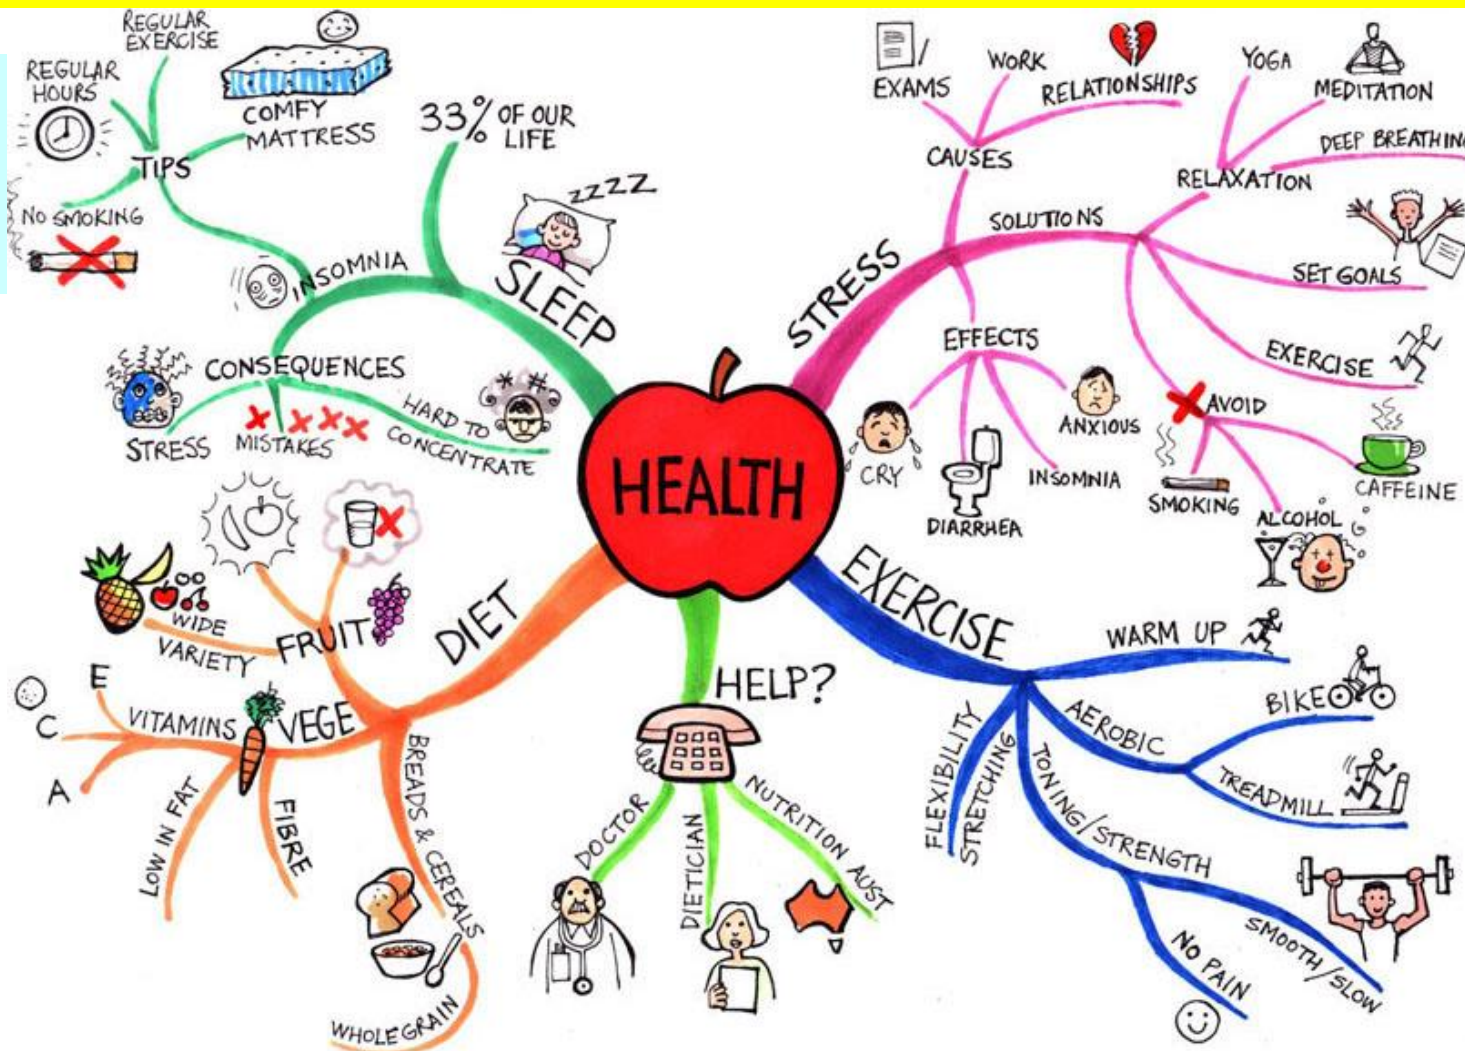 HEALTH
SLEEP
33% OF OUR
LIFE
ZZZZ
INSOMNIA
TIPS
REGULAR
HOURS
REGULAR
EXERCISE
COMFY
MATTRESS
NO SMOKING
CONSEQUENCES
STRESS
MISTAKES
HARD TO
CONCENTRATE
STRESS
CAUSES
EXAMS
WORK
RELATIONSHIPS
SOLUTIONS
RELAXATION
YOGA
MEDITATION
DEEP BREATHING
SET GOALS
EXERCISE
AVOID
SMOKING
ALCOHOL
CAFFEINE
EFFECTS
CRY
DIARRHEA
INSOMNIA
ANXIOUS
EXERCISE
WARM UP
AEROBIC
BIKE
TREADMILL
TONING/STRENGTH
SMOOTH/SLOW
NO PAIN
FLEXIBILITY
STRETCHING
HELP?
DOCTOR
DIETICIAN
NUTRITION AUST
DIET
FRUIT
WIDE
VARIETY
VEGE
VITAMINS
E
C
A
LOW IN FAT
FIBRE
BREADS & CEREALS
WHOLEGRAIN